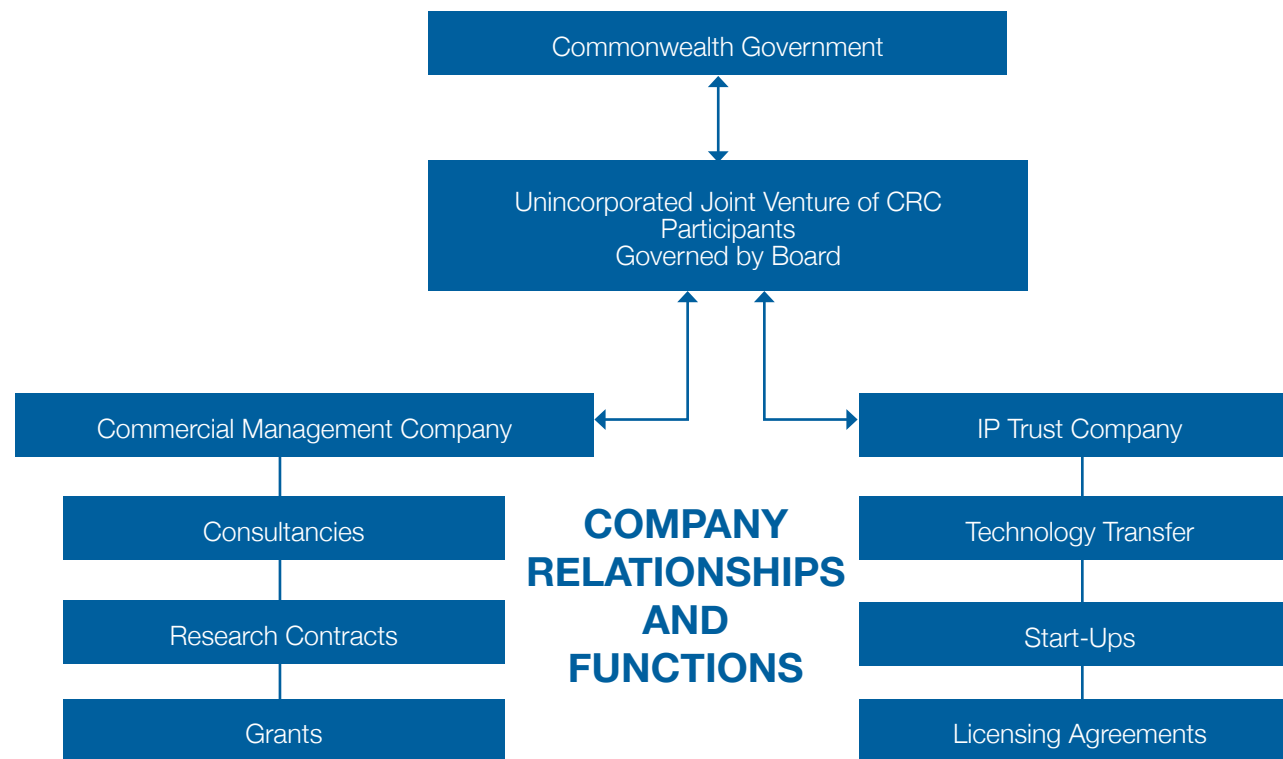 Commonwealth Government
Unincorporated Joint Venture of CRC
Participants
Governed by Board
Commercial Management Company
IP Trust Company
Consultancies
Technology Transfer
COMPANY
RELATIONSHIPS
AND
FUNCTIONS
Research Contracts
Start-Ups
Grants
Licensing Agreements